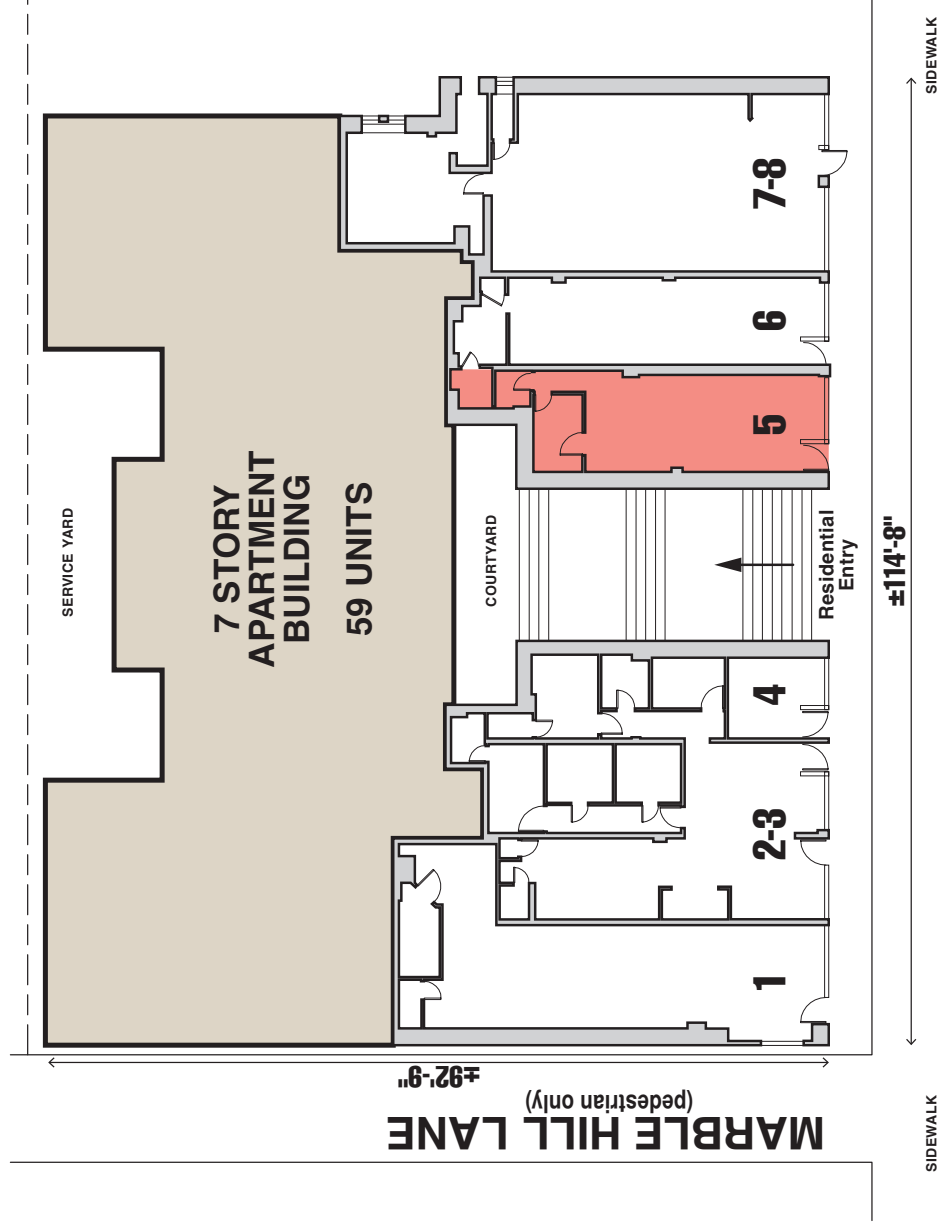 SERVICE YARD
7 STORY
APARTMENT
BUILDING
59 UNITS
COURTYARD
Residential
Entry
1
2-3
4
5
6
7-8
±114'-8"
±92'-9"
MARBLE HILL LANE
(pedestrian only)
SIDEWALK
SIDEWALK